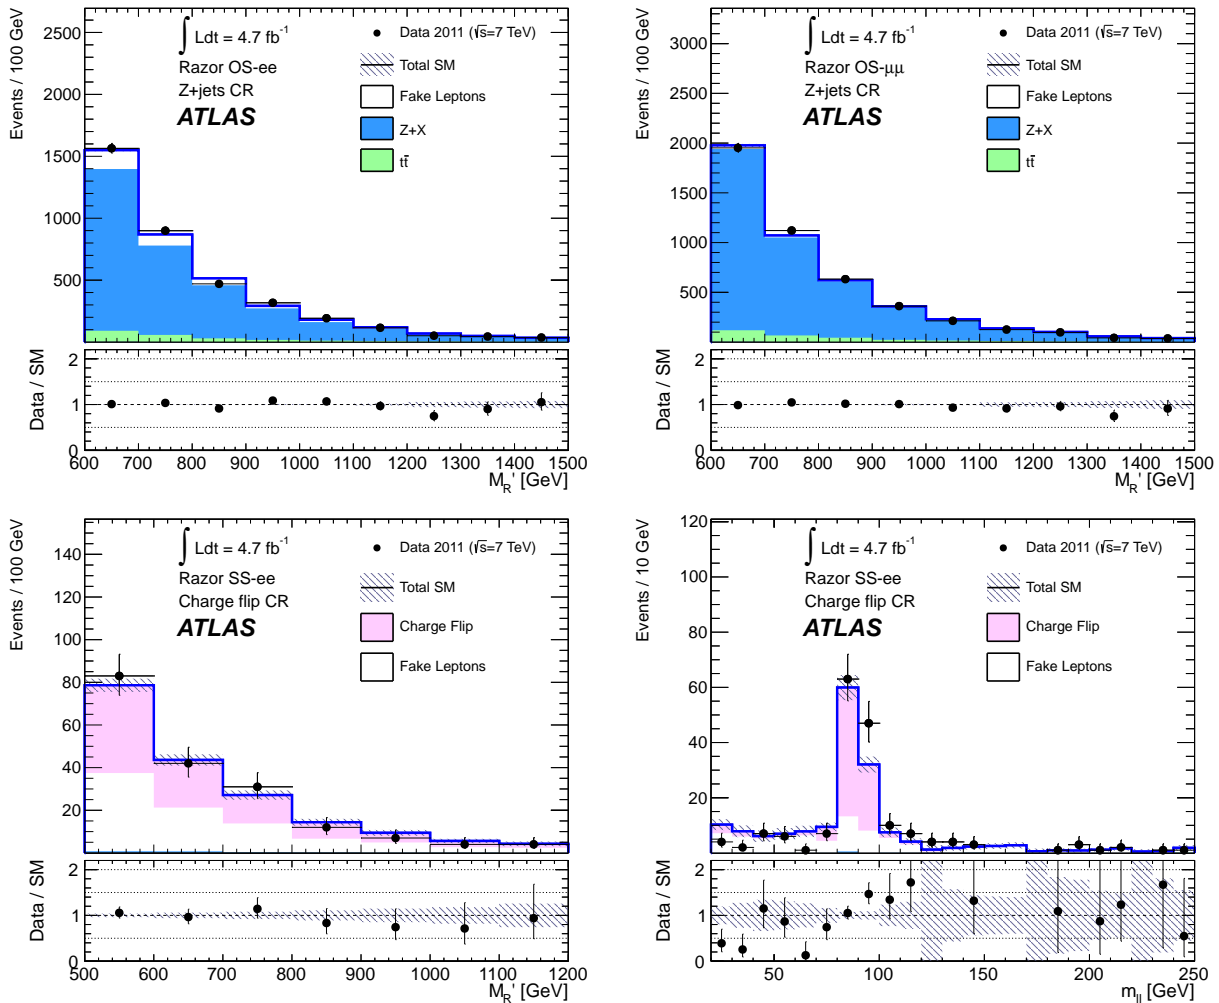 Events / 100 GeV
2500
2000
1500
1000
500
∫ Ldt = 4.7 fb⁻¹
Razor OS-ee
Z+jets CR
ATLAS
Data 2011 (√s=7 TeV)
Total SM
Fake Leptons
Z+X
tt̄
Data / SM
2
1
0
600 700 800 900 1000 1100 1200 1300 1400 1500
M_R' [GeV]
Events / 100 GeV
3000
2500
2000
1500
1000
500
∫ Ldt = 4.7 fb⁻¹
Razor OS-μμ
Z+jets CR
ATLAS
Data 2011 (√s=7 TeV)
Total SM
Fake Leptons
Z+X
tt̄
Data / SM
2
1
0
600 700 800 900 1000 1100 1200 1300 1400 1500
M_R' [GeV]
Events / 100 GeV
140
120
100
80
60
40
20
∫ Ldt = 4.7 fb⁻¹
Razor SS-ee
Charge flip CR
ATLAS
Data 2011 (√s=7 TeV)
Total SM
Charge Flip
Fake Leptons
Data / SM
2
1
0
500 600 700 800 900 1000 1100 1200
M_R' [GeV]
Events / 10 GeV
120
100
80
60
40
20
∫ Ldt = 4.7 fb⁻¹
Razor SS-ee
Charge flip CR
ATLAS
Data 2011 (√s=7 TeV)
Total SM
Charge Flip
Fake Leptons
Data / SM
2
1
0
50 100 150 200 250
m_ll [GeV]